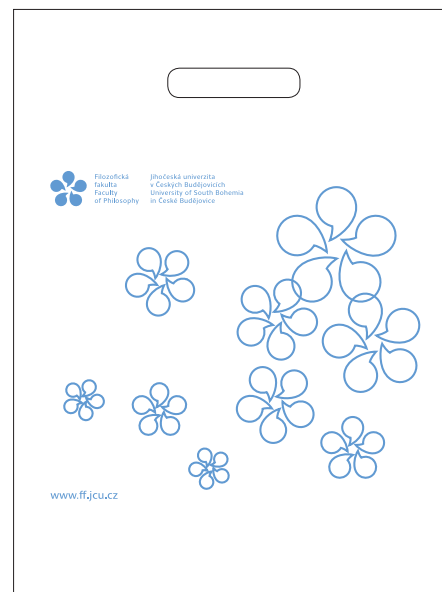 Filozofická
fakulta
Faculty
of Philosophy
Jihočeská univerzita
v Českých Budějovicích
University of South Bohemia
in České Budějovice
www.ff.jcu.cz